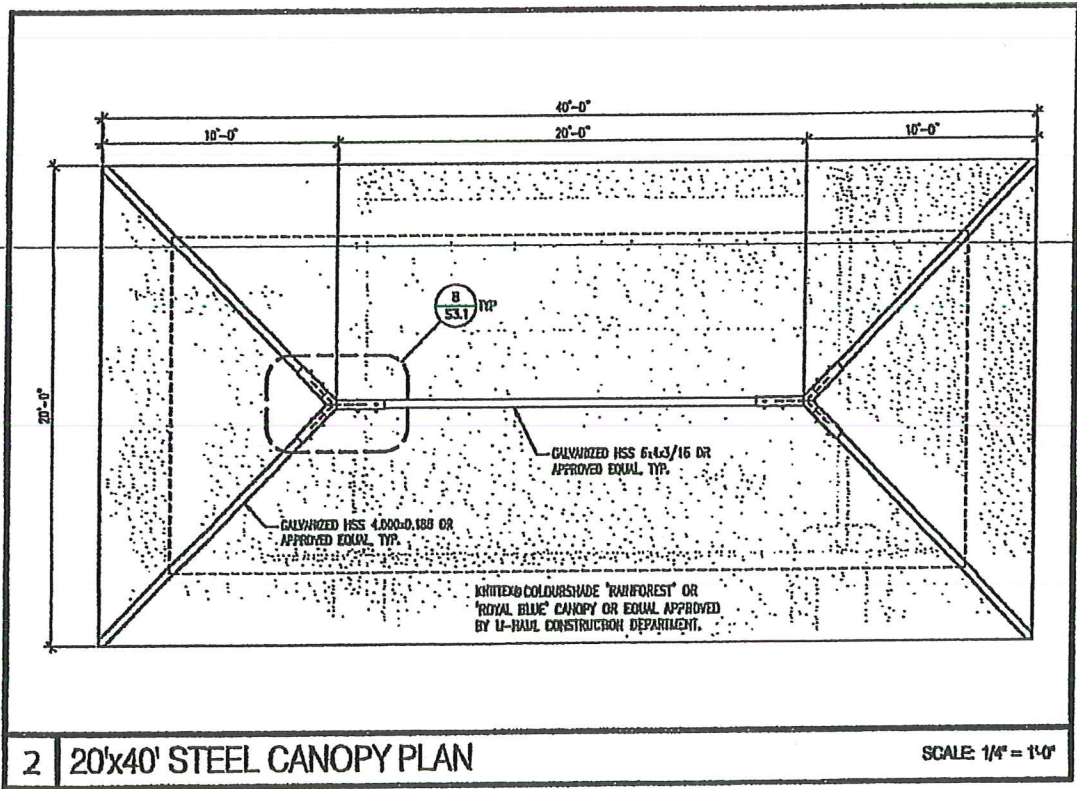 40'-0"
10'-0" 20'-0" 10'-0"
20'-0"
8
S3.1
TYP
GALVANIZED HSS 6x4x3/16 OR
APPROVED EQUAL, TYP.
GALVANIZED HSS 4.000x0.188 OR
APPROVED EQUAL, TYP.
KNITEX® COLOURSHADE "RAINFOREST" OR
"ROYAL BLUE" CANOPY OR EQUAL APPROVED
BY U-HAUL CONSTRUCTION DEPARTMENT.
2 20'x40' STEEL CANOPY PLAN
SCALE: 1/4" = 1'-0"